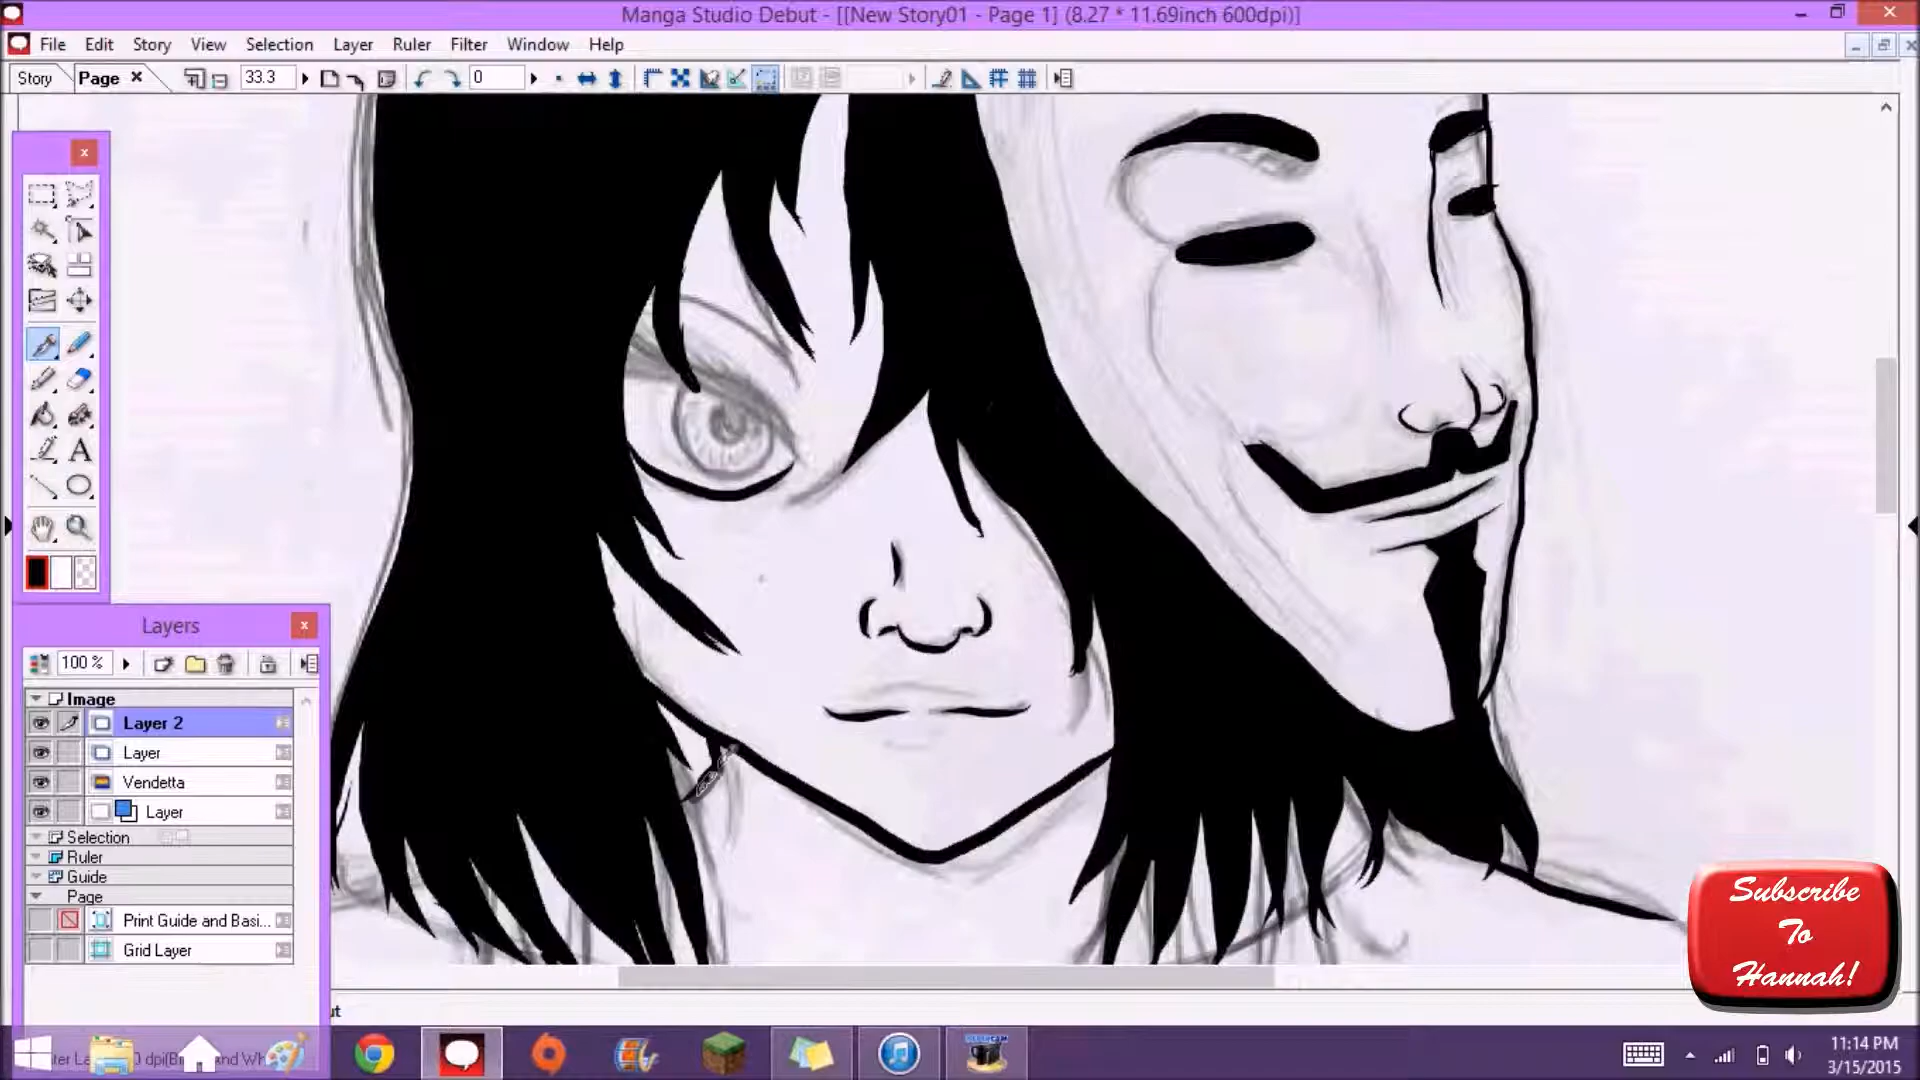 Manga Studio Debut - [[New Story01 - Page 1] (8.27 * 11.69inch 600dpi)]
File Edit Story View Selection Layer Ruler Filter Window Help
Story Page 33.3 0
A
Layers
100 %
Image
Layer 2
Layer
Vendetta
Layer
Selection
Ruler
Guide
Page
Print Guide and Basi...
Grid Layer
Subscribe
To
Hannah!
11:14 PM
3/15/2015